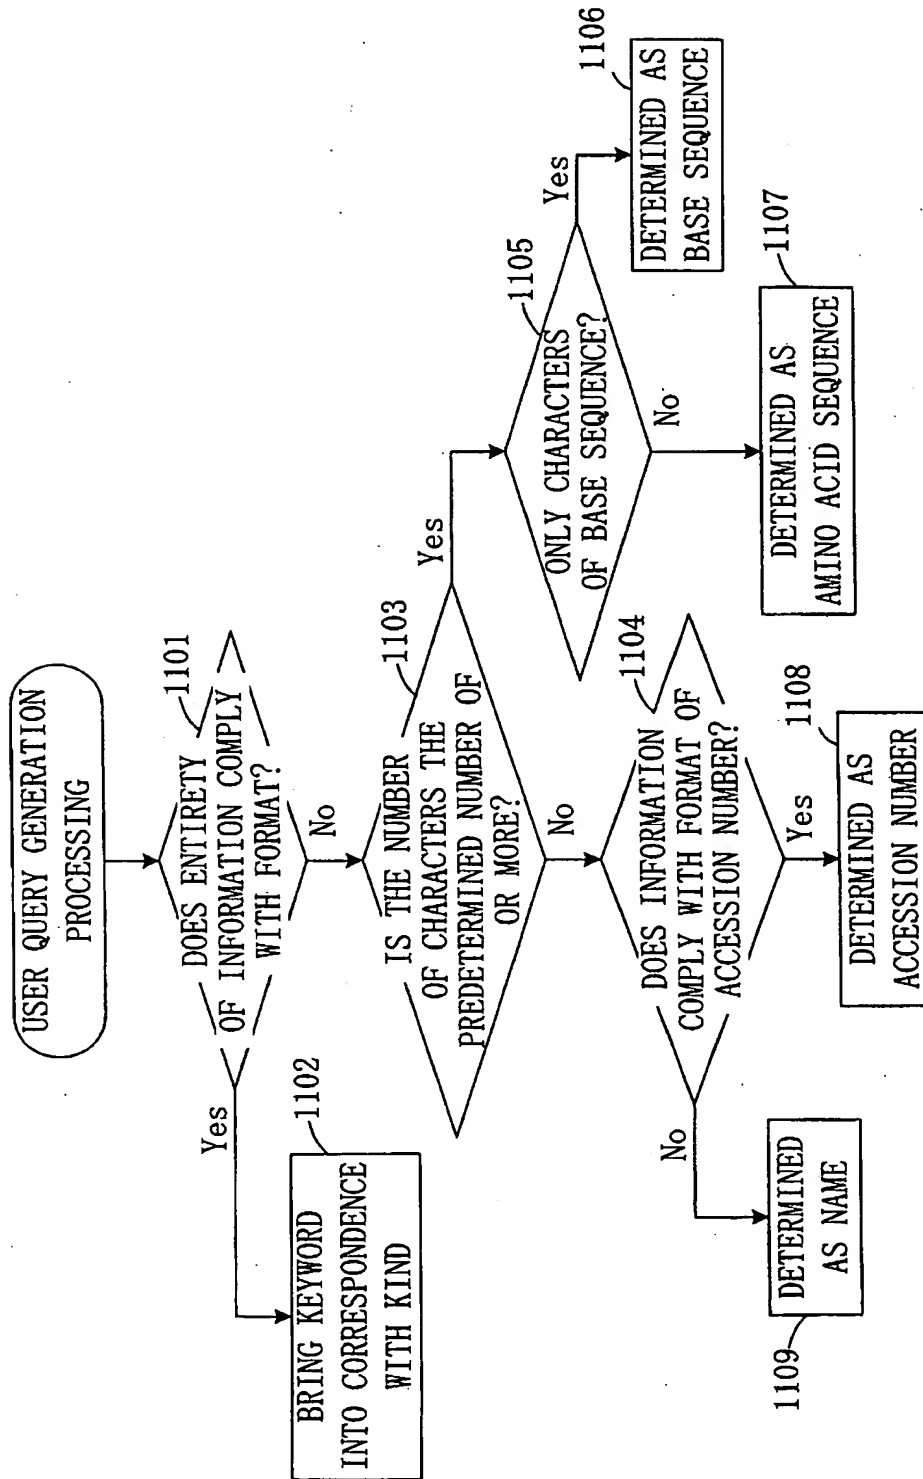 USER QUERY GENERATION
PROCESSING
1101
DOES ENTIRETY
OF INFORMATION COMPLY
WITH FORMAT?
Yes
No
1102
BRING KEYWORD
INTO CORRESPONDENCE
WITH KIND
1103
IS THE NUMBER
OF CHARACTERS THE
PREDETERMINED NUMBER OF
OR MORE?
Yes
No
1105
ONLY CHARACTERS
OF BASE SEQUENCE?
Yes
No
1106
DETERMINED AS
BASE SEQUENCE
1107
DETERMINED AS
AMINO ACID SEQUENCE
1104
DOES INFORMATION
COMPLY WITH FORMAT OF
ACCESSION NUMBER?
No
Yes
1109
DETERMINED
AS NAME
1108
DETERMINED AS
ACCESSION NUMBER